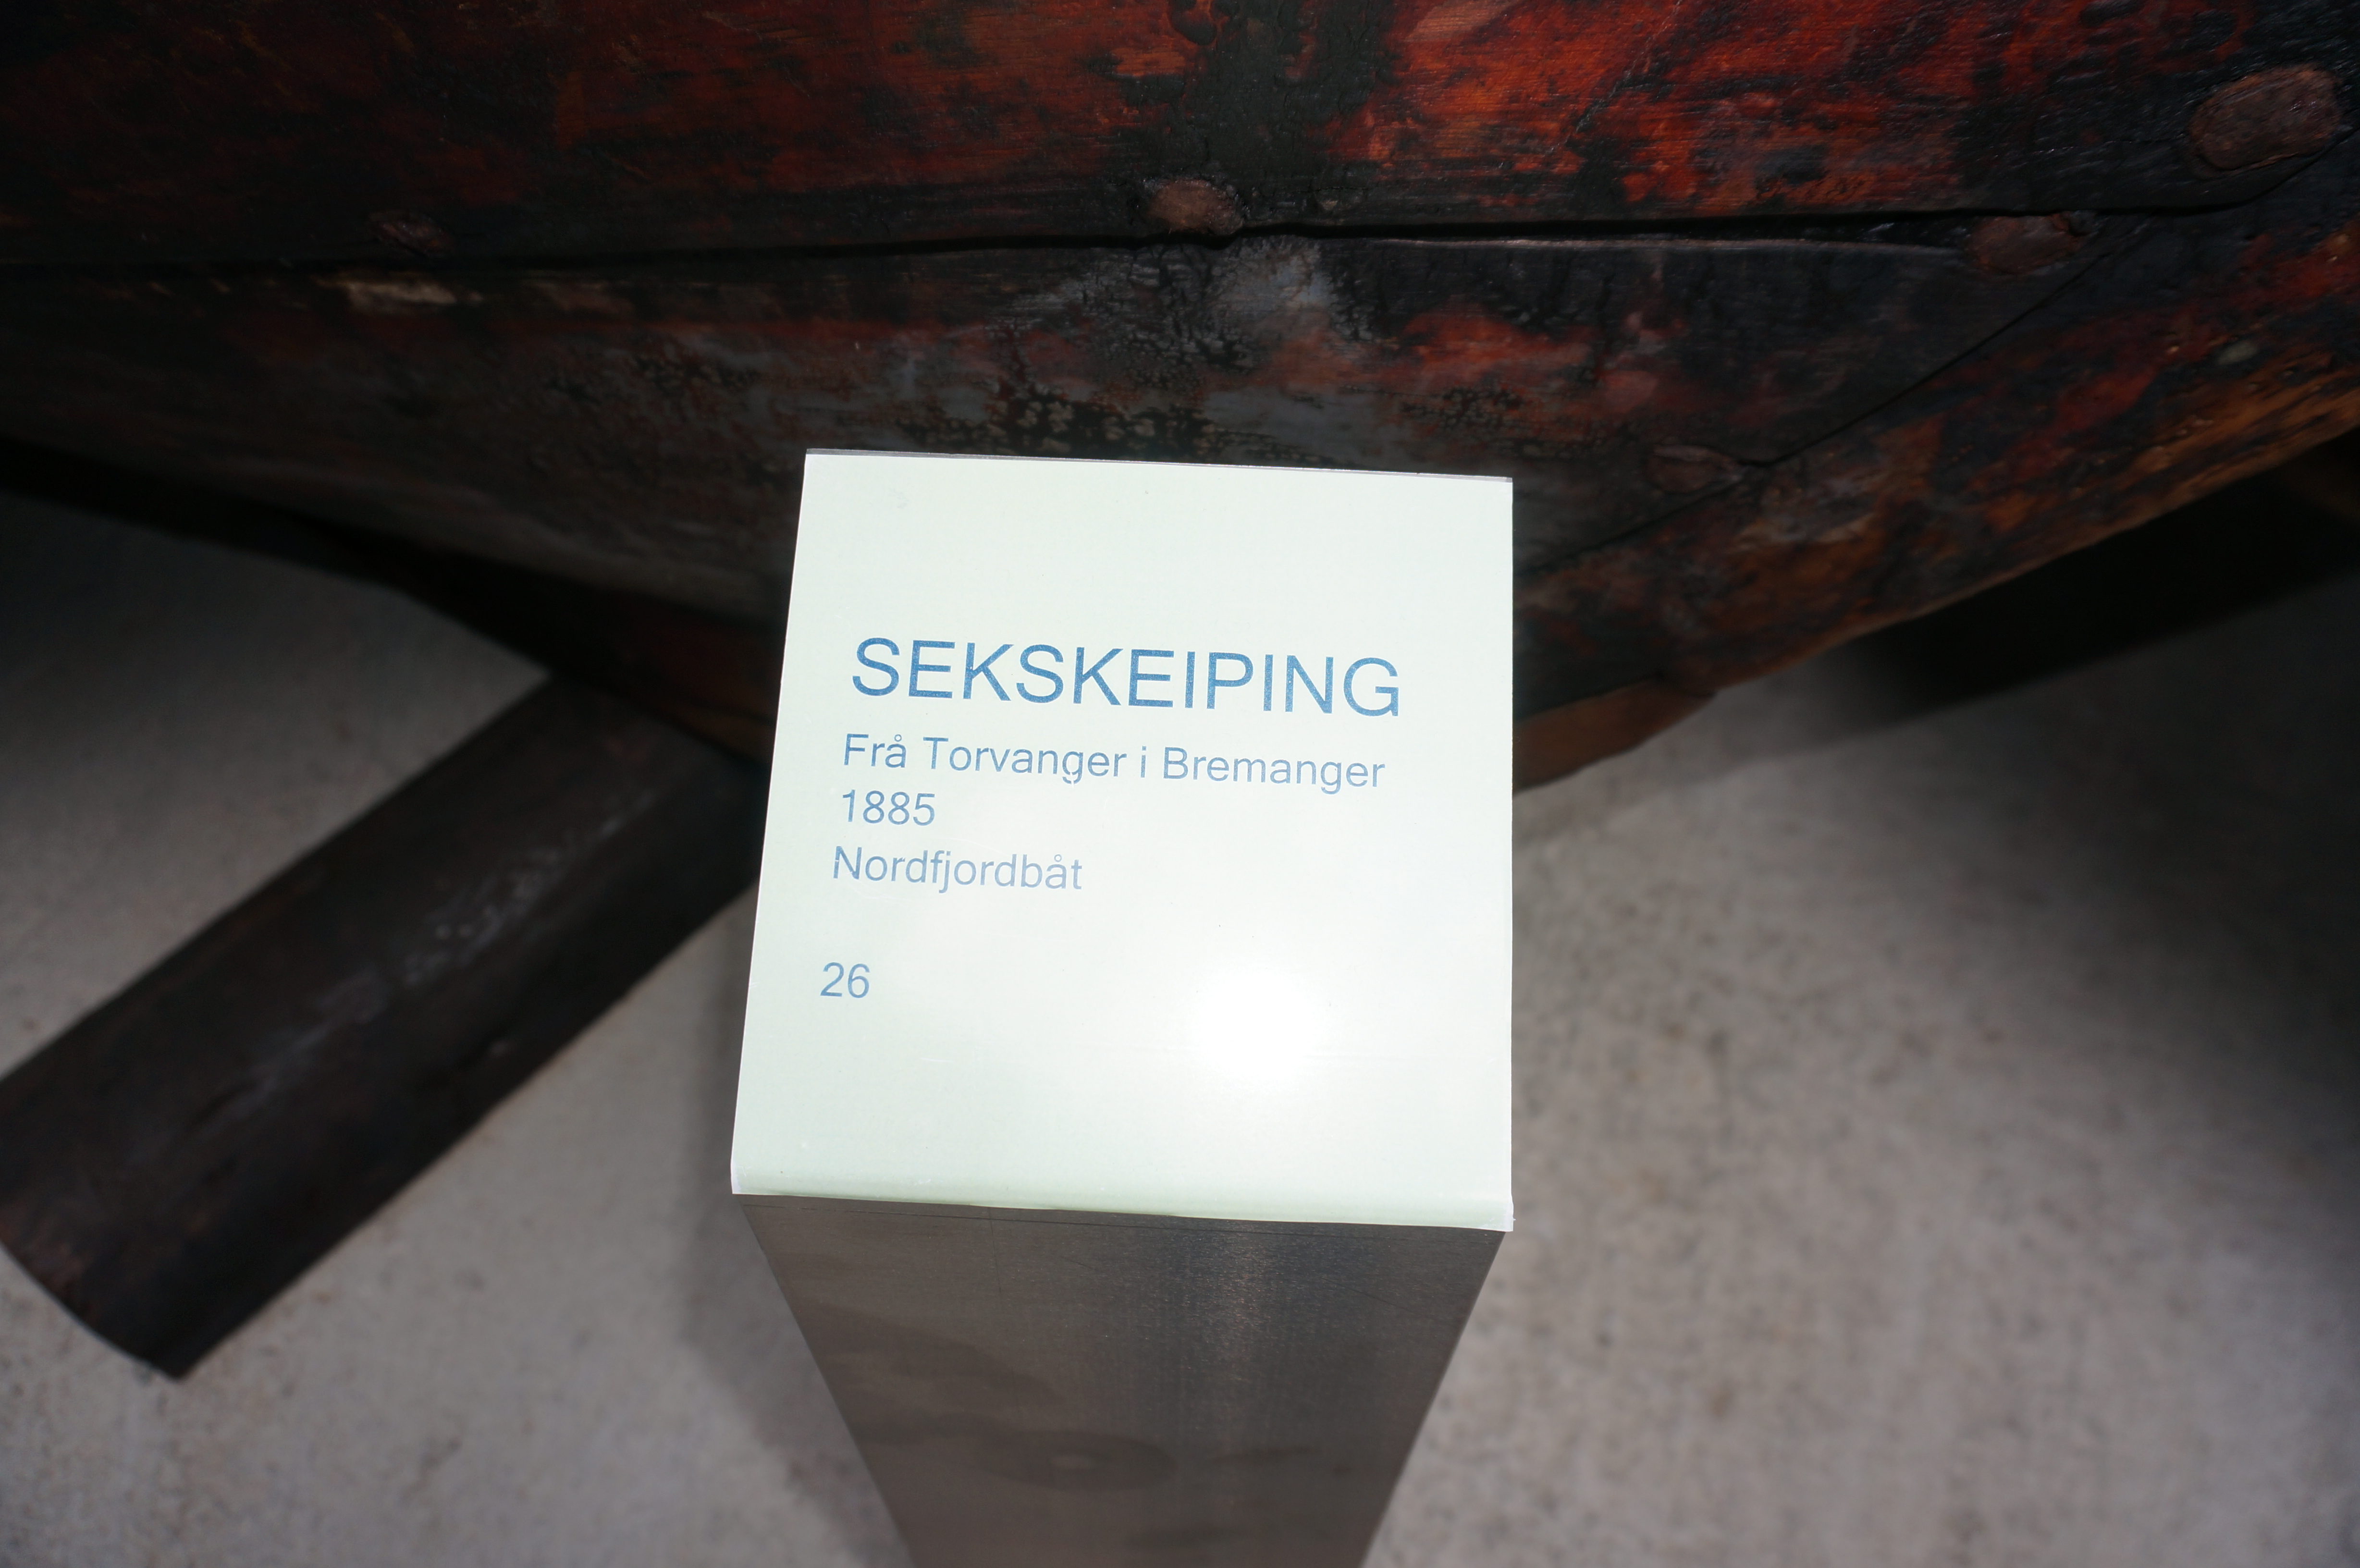 SEKSKEIPING
Frå Torvanger i Bremanger
1885
Nordfjordbåt
26